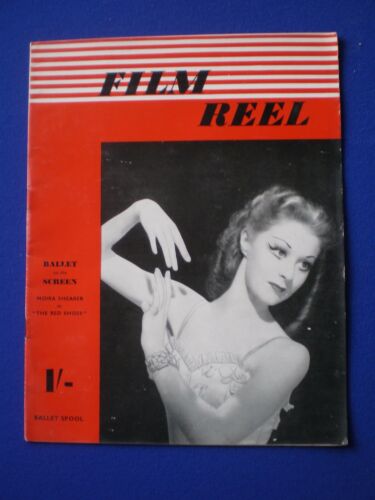 FILM
REEL
BALLET
on the
SCREEN
MOIRA SHEARER
in
"THE RED SHOES"
1/-
BALLET SPOOL